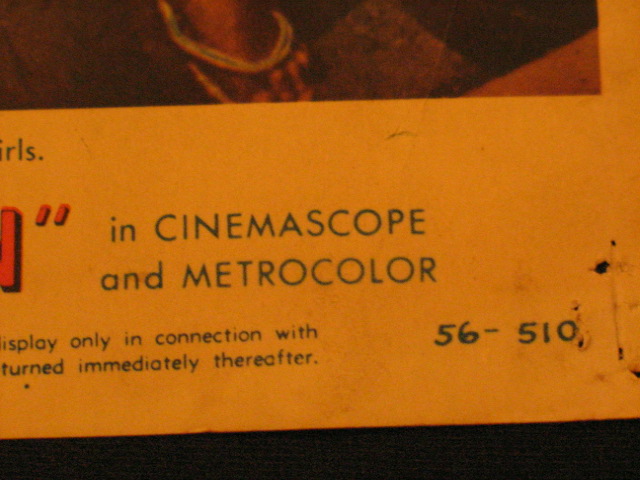 irls.
N" in CINEMASCOPE
and METROCOLOR
display only in connection with
turned immediately thereafter.
56- 510